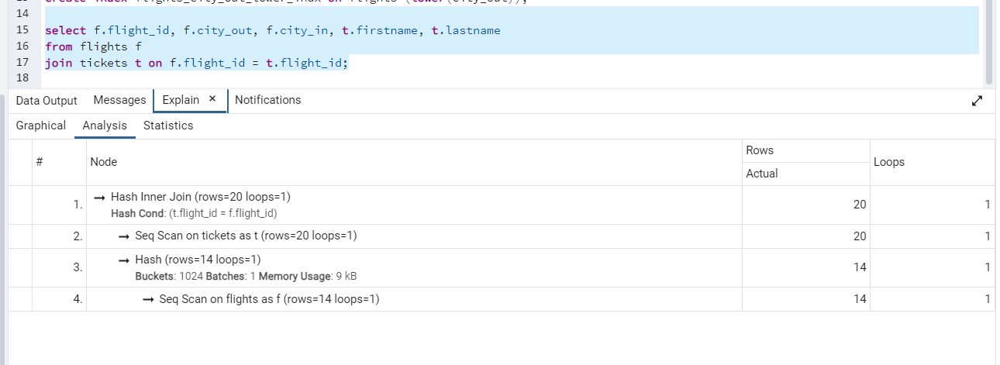 14
15 select f.flight_id, f.city_out, f.city_in, t.firstname, t.lastname
16 from flights f
17 join tickets t on f.flight_id = t.flight_id;
18
Data Output Messages Explain × Notifications
Graphical Analysis Statistics
# Node Rows Loops
Actual
1. → Hash Inner Join (rows=20 loops=1) 20 1
Hash Cond: (t.flight_id = f.flight_id)
2. → Seq Scan on tickets as t (rows=20 loops=1) 20 1
3. → Hash (rows=14 loops=1) 14 1
Buckets: 1024 Batches: 1 Memory Usage: 9 kB
4. → Seq Scan on flights as f (rows=14 loops=1) 14 1